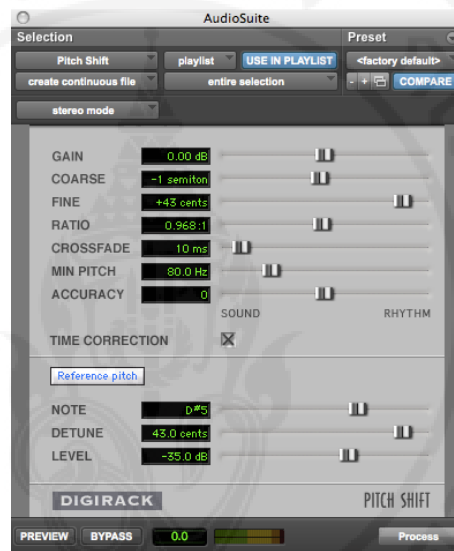 AudioSuite
Selection Preset
Pitch Shift playlist USE IN PLAYLIST <factory default>
create continuous file entire selection - + COMPARE
stereo mode
GAIN 0.00 dB
COARSE -1 semiton
FINE +43 cents
RATIO 0.968:1
CROSSFADE 10 ms
MIN PITCH 80.0 Hz
ACCURACY 0
SOUND RHYTHM
TIME CORRECTION
Reference pitch
NOTE D#5
DETUNE 43.0 cents
LEVEL -35.0 dB
DIGIRACK PITCH SHIFT
PREVIEW BYPASS 0.0 Process